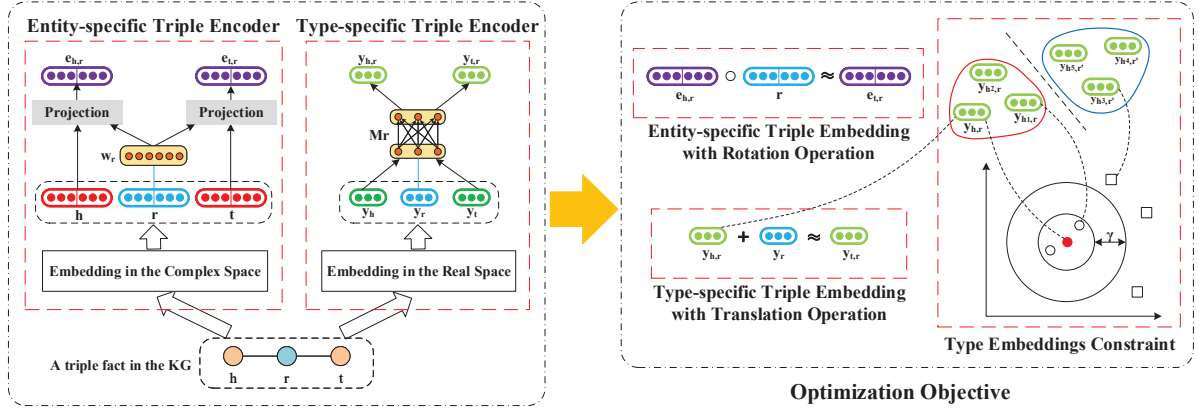 Entity-specific Triple Encoder
e_{h,r}
e_{t,r}
Projection
Projection
w_r
h
r
t
Embedding in the Complex Space
Type-specific Triple Encoder
y_{h,r}
y_{t,r}
Mr
y_h
y_r
y_t
Embedding in the Real Space
A triple fact in the KG
h
r
t
e_{h,r}
r
≈
e_{t,r}
Entity-specific Triple Embedding
with Rotation Operation
y_{h,r}
+
y_r
≈
y_{t,r}
Type-specific Triple Embedding
with Translation Operation
y_{h2,r}
y_{h,r}
y_{h1,r}
y_{h5,r'}
y_{h4,r'}
y_{h3,r'}
γ
Type Embeddings Constraint
Optimization Objective